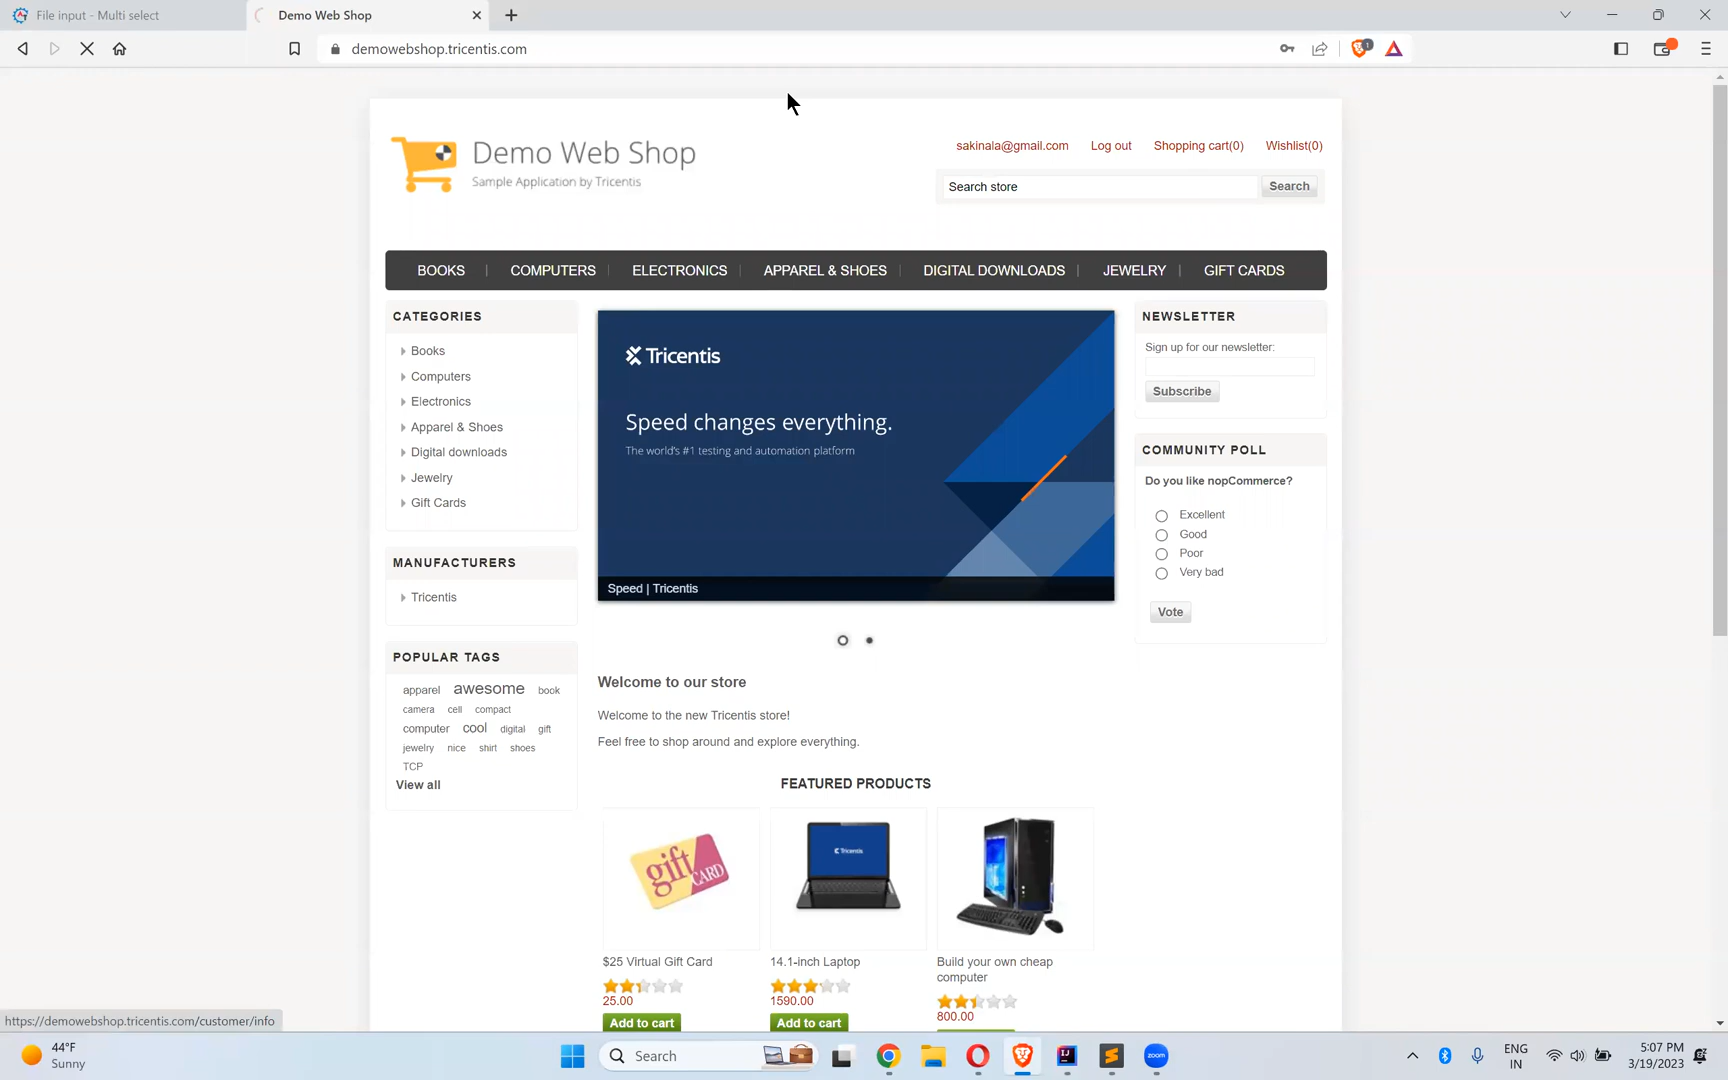 File input - Multi select
Demo Web Shop
demowebshop.tricentis.com
1
Demo Web Shop
Sample Application by Tricentis
sakinala@gmail.com Log out Shopping cart(0) Wishlist(0)
Search store Search
BOOKS COMPUTERS ELECTRONICS APPAREL & SHOES DIGITAL DOWNLOADS JEWELRY GIFT CARDS
CATEGORIES
Books
Computers
Electronics
Apparel & Shoes
Digital downloads
Jewelry
Gift Cards
MANUFACTURERS
Tricentis
POPULAR TAGS
apparel awesome book
camera cell compact
computer cool digital gift
jewelry nice shirt shoes
TCP
View all
Tricentis
Speed changes everything.
The world's #1 testing and automation platform
Speed | Tricentis
Welcome to our store
Welcome to the new Tricentis store!
Feel free to shop around and explore everything.
FEATURED PRODUCTS
gift CARD
Tricentis
$25 Virtual Gift Card
25.00
Add to cart
14.1-inch Laptop
1590.00
Add to cart
Build your own cheap
computer
800.00
NEWSLETTER
Sign up for our newsletter:
Subscribe
COMMUNITY POLL
Do you like nopCommerce?
Excellent
Good
Poor
Very bad
Vote
https://demowebshop.tricentis.com/customer/info
44°F
Sunny
Search
zoom
ENG
IN
5:07 PM
3/19/2023